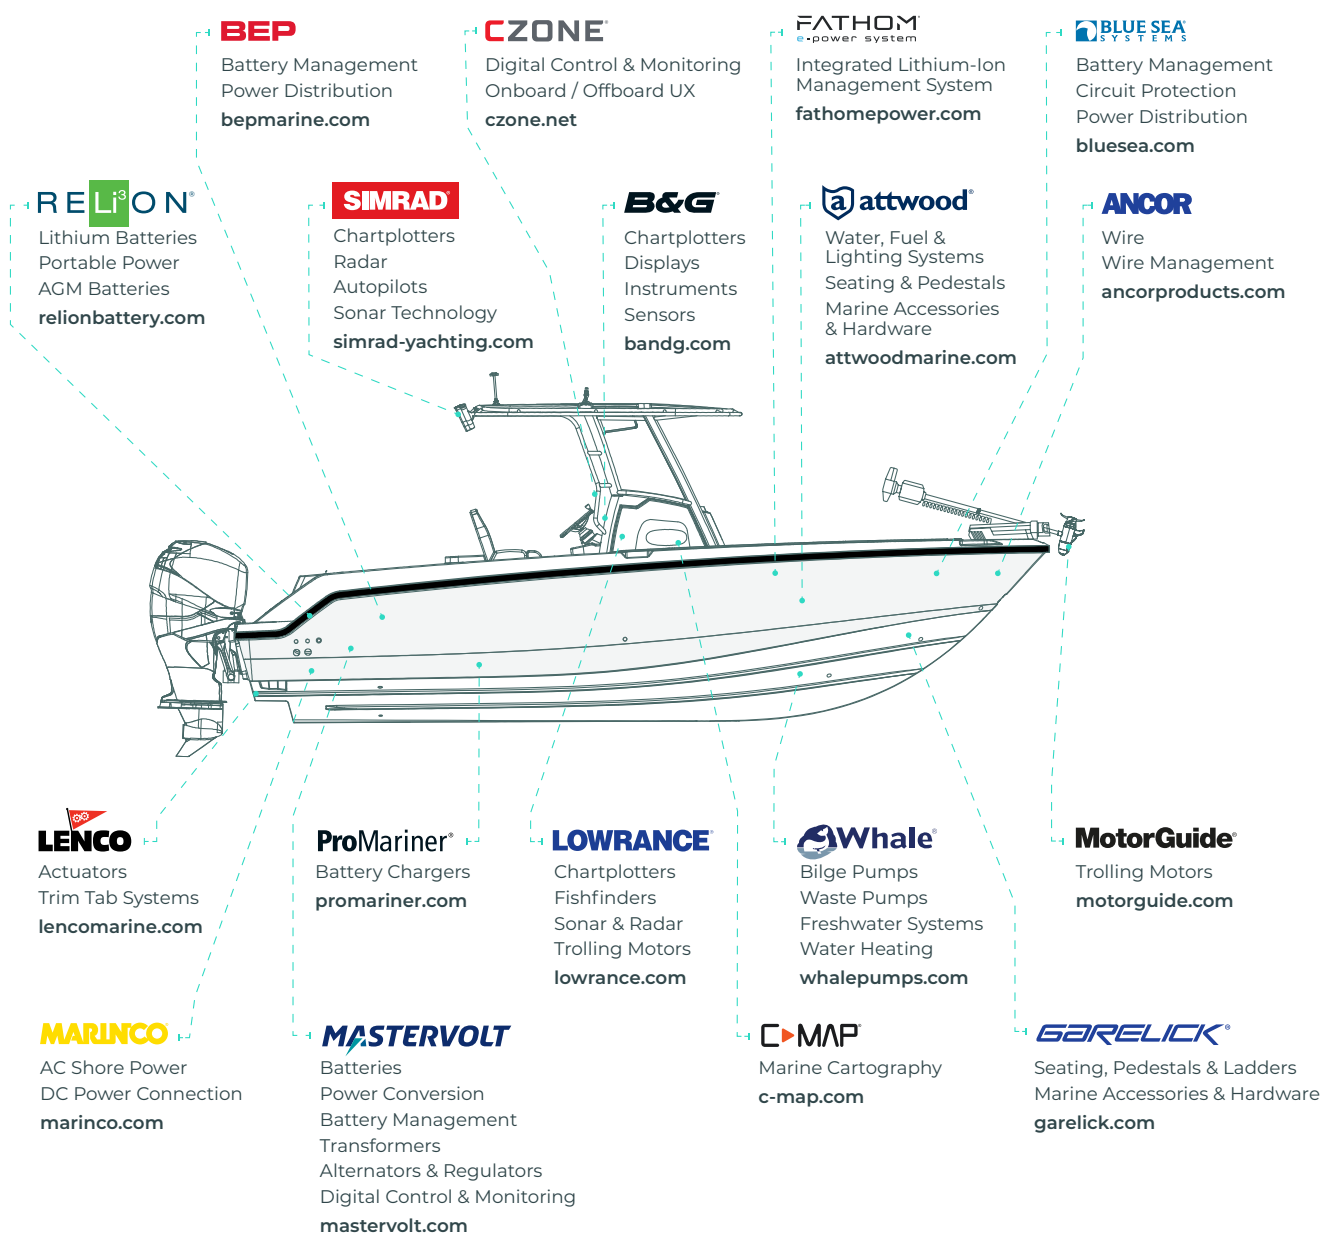 BEP
Battery Management
Power Distribution
bepmarine.com
CZONE®
Digital Control & Monitoring
Onboard / Offboard UX
czone.net
FATHOM®
e-power system
Integrated Lithium-Ion
Management System
fathomepower.com
BLUE SEA®
SYSTEMS
Battery Management
Circuit Protection
Power Distribution
bluesea.com
RELi³ON®
Lithium Batteries
Portable Power
AGM Batteries
relionbattery.com
SIMRAD®
Chartplotters
Radar
Autopilots
Sonar Technology
simrad-yachting.com
B&G®
Chartplotters
Displays
Instruments
Sensors
bandg.com
a attwood®
Water, Fuel &
Lighting Systems
Seating & Pedestals
Marine Accessories
& Hardware
attwoodmarine.com
ANCOR
Wire
Wire Management
ancorproducts.com
LENCO
Actuators
Trim Tab Systems
lencomarine.com
ProMariner®
Battery Chargers
promariner.com
LOWRANCE®
Chartplotters
Fishfinders
Sonar & Radar
Trolling Motors
lowrance.com
Whale®
Bilge Pumps
Waste Pumps
Freshwater Systems
Water Heating
whalepumps.com
MotorGuide®
Trolling Motors
motorguide.com
MARINCO®
AC Shore Power
DC Power Connection
marinco.com
MASTERVOLT
Batteries
Power Conversion
Battery Management
Transformers
Alternators & Regulators
Digital Control & Monitoring
mastervolt.com
C-MAP®
Marine Cartography
c-map.com
GARELICK®
Seating, Pedestals & Ladders
Marine Accessories & Hardware
garelick.com